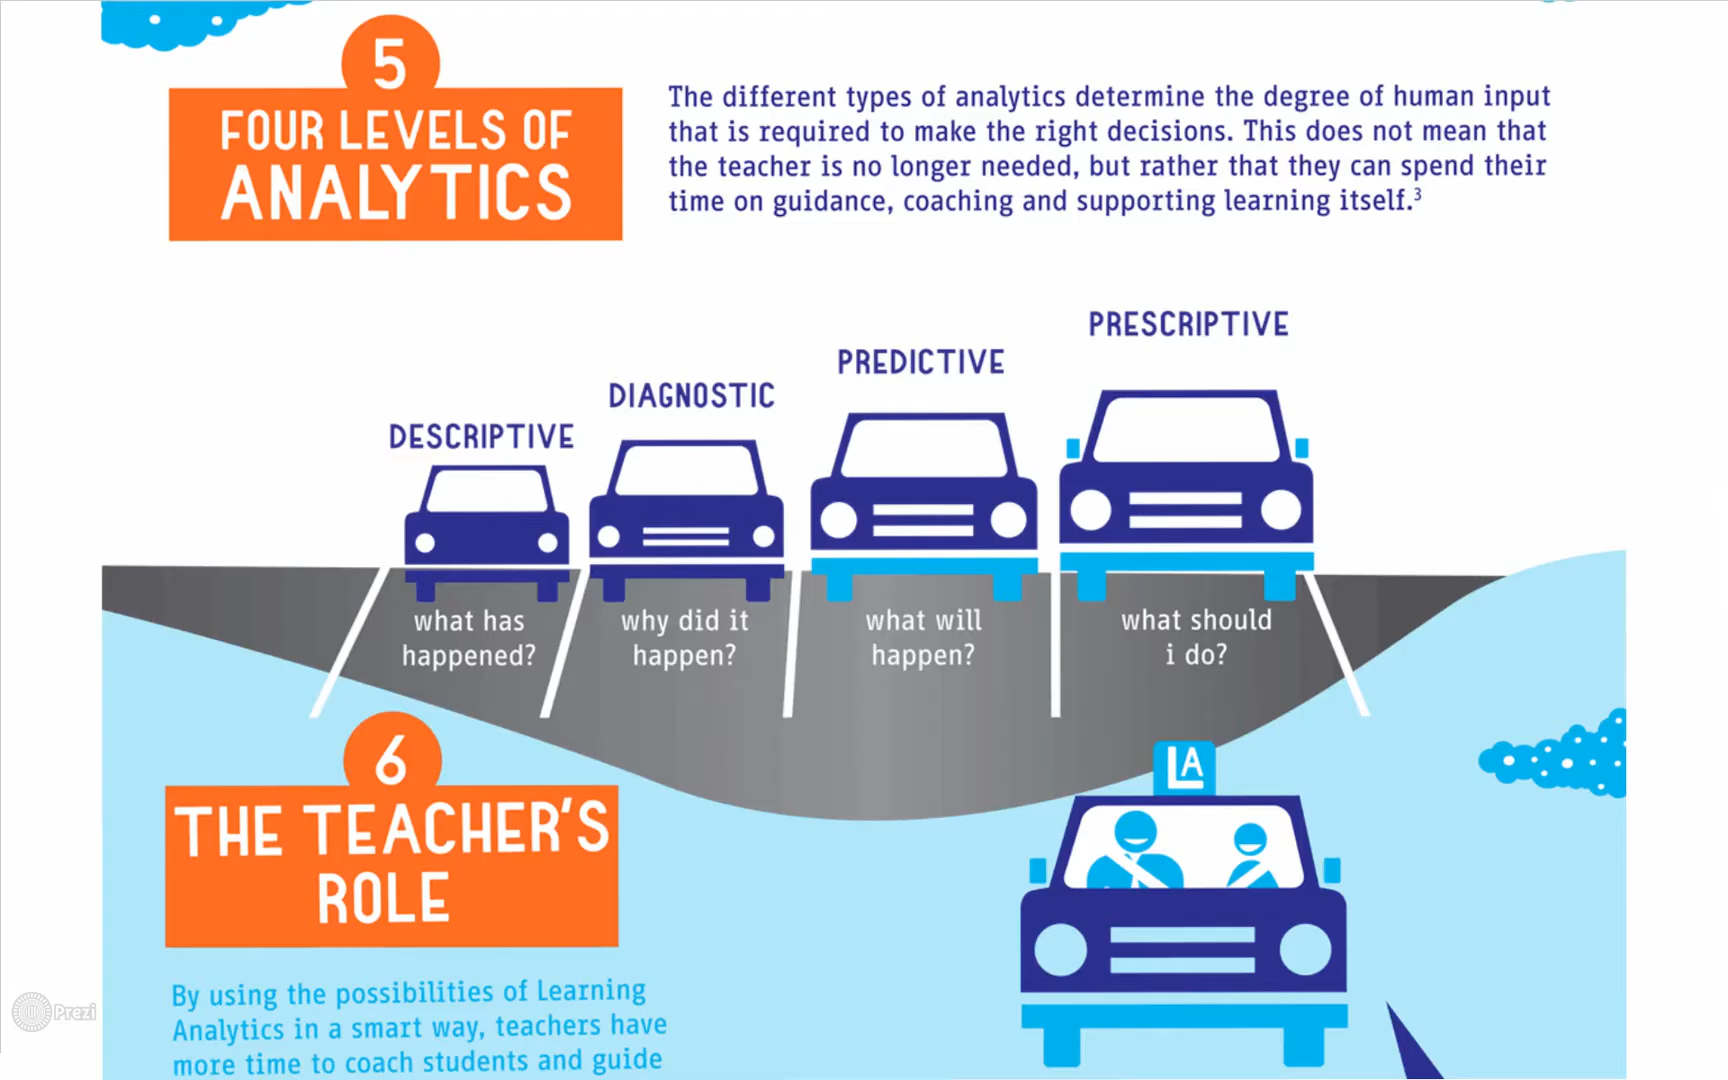 5
FOUR LEVELS OF
ANALYTICS
The different types of analytics determine the degree of human input
that is required to make the right decisions. This does not mean that
the teacher is no longer needed, but rather that they can spend their
time on guidance, coaching and supporting learning itself.³
DESCRIPTIVE
DIAGNOSTIC
PREDICTIVE
PRESCRIPTIVE
what has
happened?
why did it
happen?
what will
happen?
what should
i do?
6
THE TEACHER'S
ROLE
LA
By using the possibilities of Learning
Analytics in a smart way, teachers have
more time to coach students and guide
Prezi